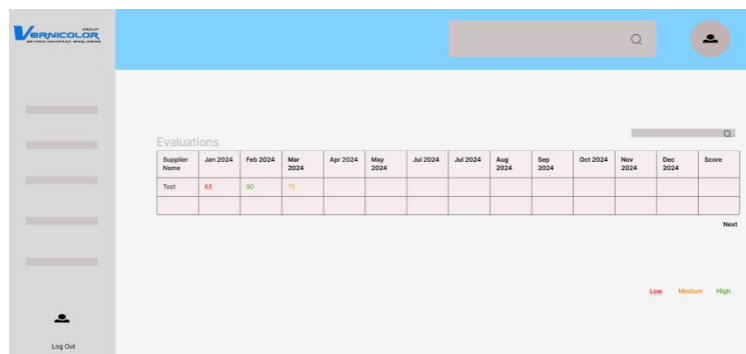 GROUP
VERNICOLOR
Evaluations
Supplier Name Jan 2024 Feb 2024 Mar 2024 Apr 2024 May 2024 Jul 2024 Jul 2024 Aug 2024 Sep 2024 Oct 2024 Nov 2024 Dec 2024 Score
Test 65 90 75
Next
Low Medium High
Log Out